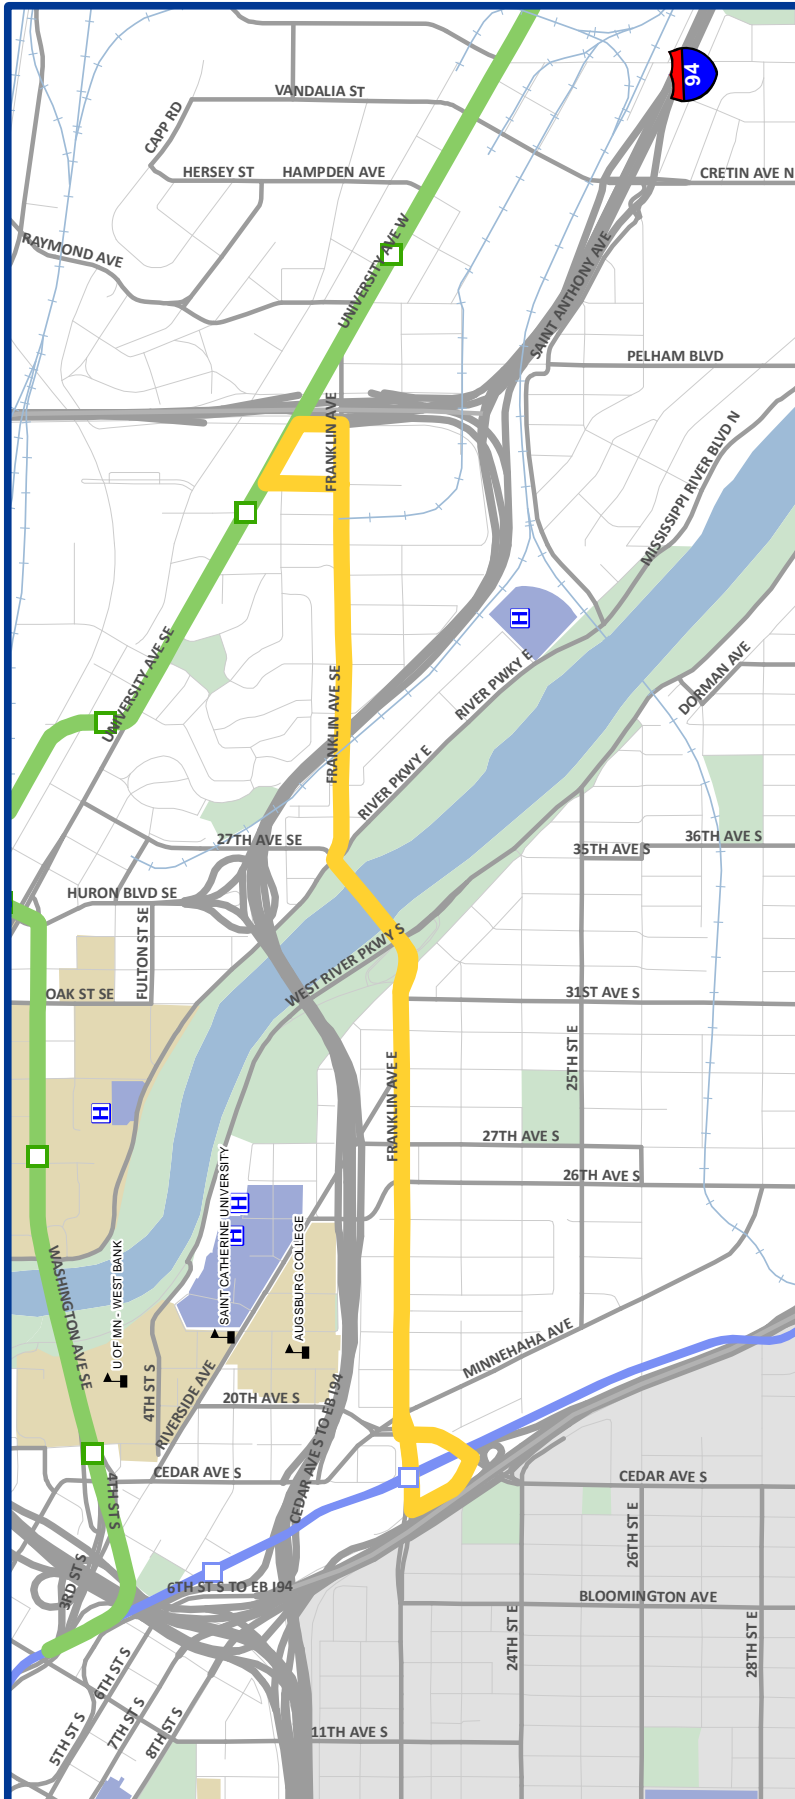 94
VANDALIA ST
CAPP RD
HERSEY ST
HAMPDEN AVE
CRETIN AVE N
UNIVERSITY AVE W
RAYMOND AVE
SAINT ANTHONY AVE
PELHAM BLVD
FRANKLIN AVE
MISSISSIPPI RIVER BLVD N
H
UNIVERSITY AVE SE
RIVER PWKY E
DORMAN AVE
FRANKLIN AVE SE
RIVER PKWY E
27TH AVE SE
36TH AVE S
35TH AVE S
HURON BLVD SE
FULTON ST SE
WEST RIVER PKWY S
OAK ST SE
31ST AVE S
25TH ST E
FRANKLIN AVE E
H
27TH AVE S
26TH AVE S
SAINT CATHERINE UNIVERSITY
H
H
AUGSBURG COLLEGE
U OF MN - WEST BANK
WASHINGTON AVE SE
MINNEHAHA AVE
4TH ST S
RIVERSIDE AVE
20TH AVE S
CEDAR AVE S TO EB I94
CEDAR AVE S
CEDAR AVE S
4TH ST S
26TH ST E
3RD ST S
6TH ST S TO EB I94
BLOOMINGTON AVE
24TH ST E
28TH ST E
6TH ST S
5TH ST S
7TH ST S
8TH ST S
11TH AVE S